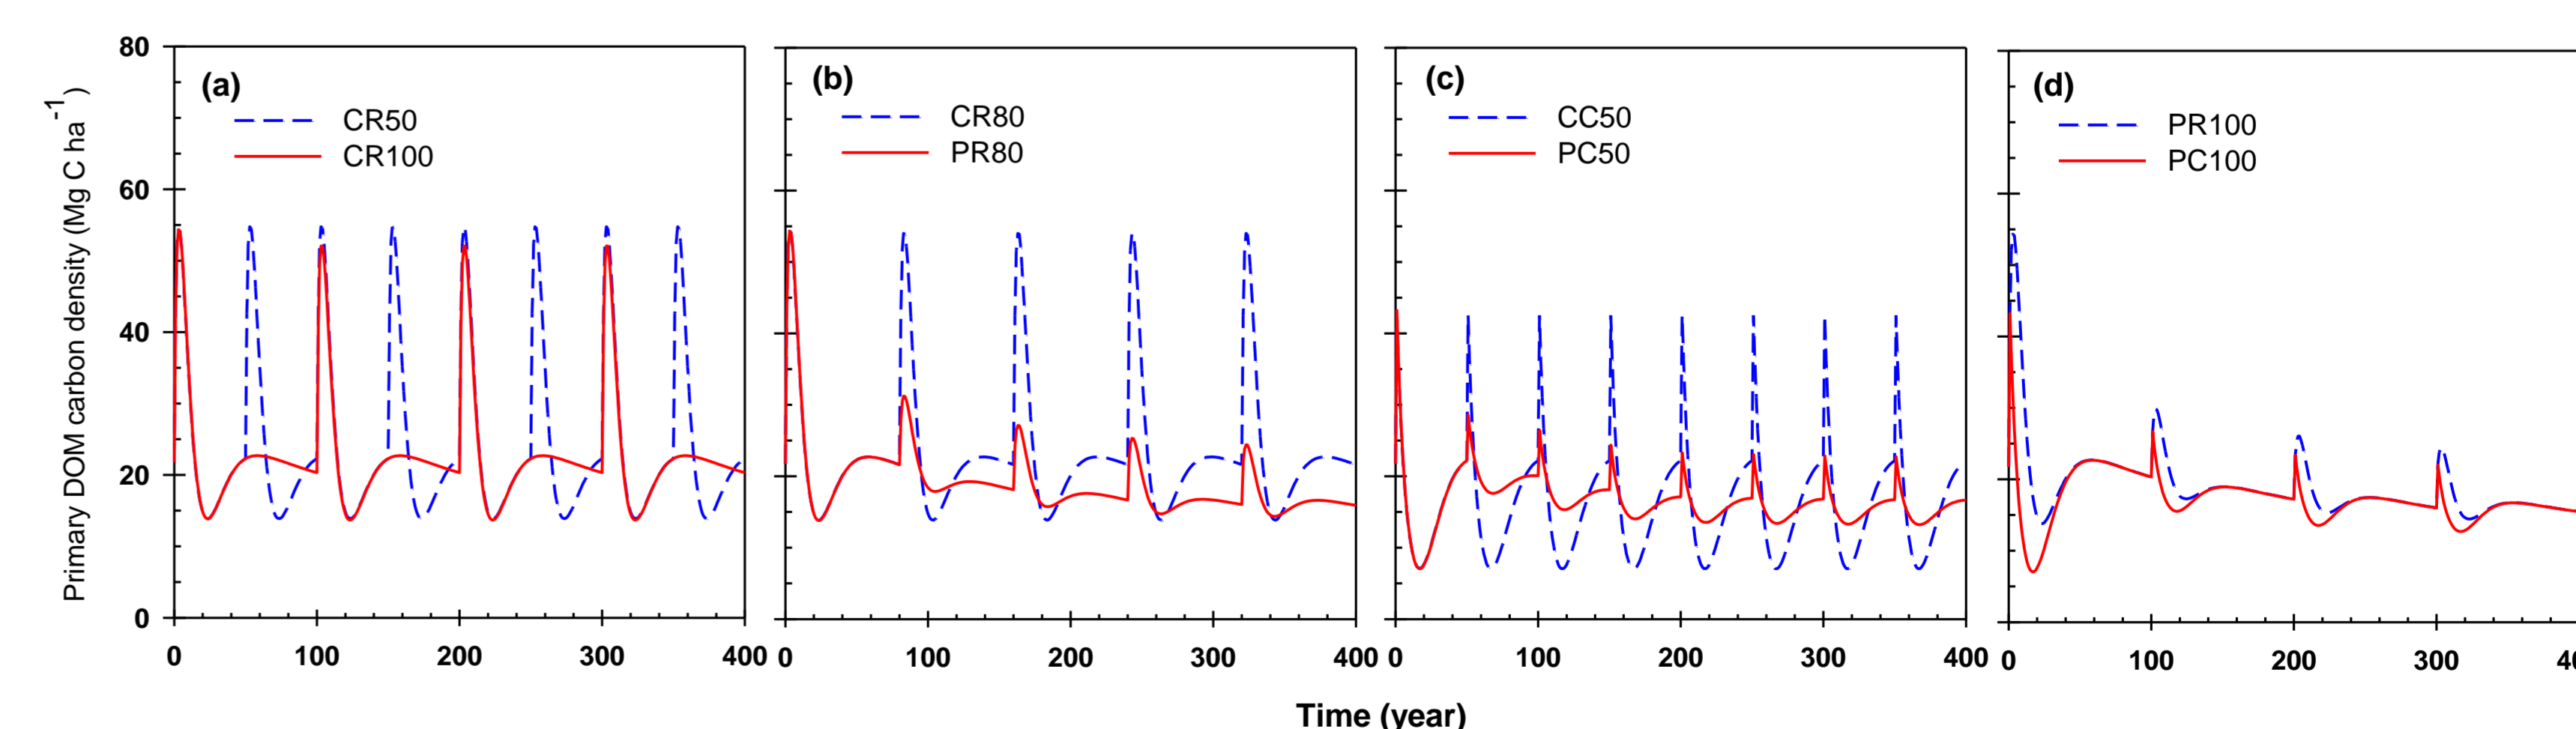 Primary DOM carbon density (Mg C ha⁻¹)
80
60
40
20
0
(a)
CR50
CR100
0 100 200 300 400
(b)
CR80
PR80
0 100 200 300 400
(c)
CC50
PC50
0 100 200 300 400
(d)
PR100
PC100
0 100 200 300
Time (year)